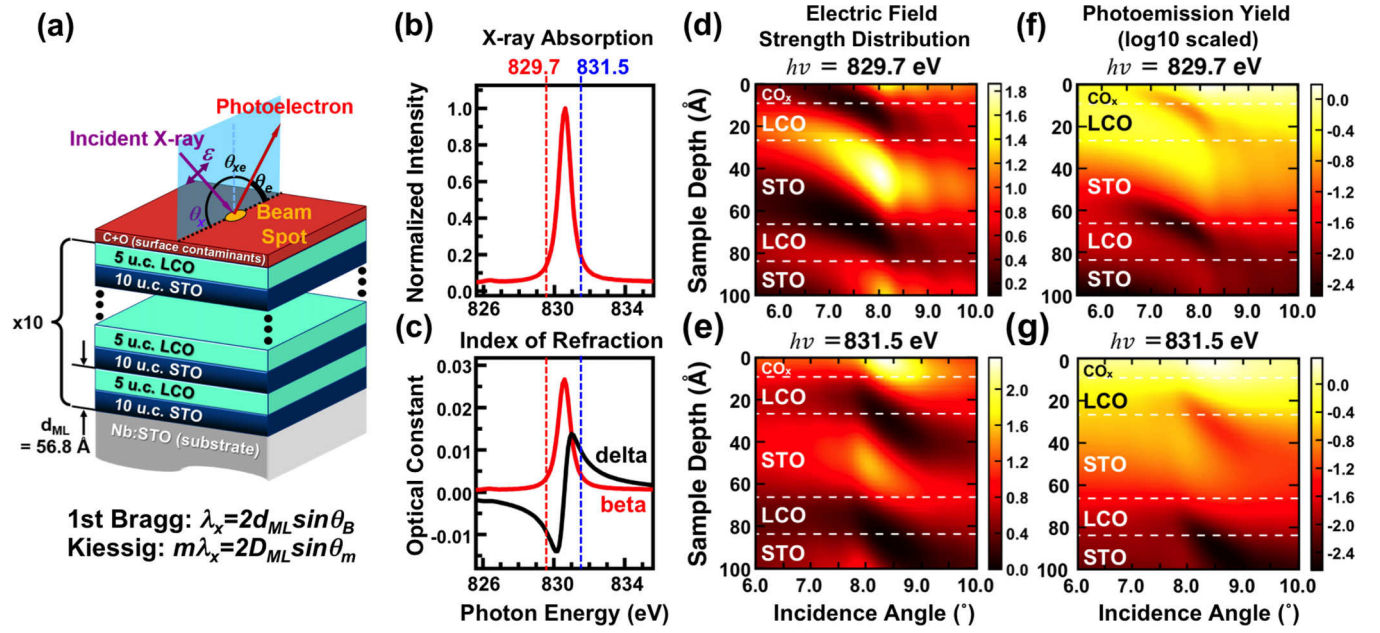 (a)
Photoelectron
Incident X-ray
ε
θxe
θe
θx
Beam
Spot
C+O (surface contaminants)
5 u.c. LCO
10 u.c. STO
x10
5 u.c. LCO
10 u.c. STO
5 u.c. LCO
10 u.c. STO
dML
= 56.8 Å
Nb:STO (substrate)
1st Bragg: λx=2dMLsinθB
Kiessig: mλx=2DMLsinθm
(b)
X-ray Absorption
829.7 831.5
Normalized Intensity
1.0
0.8
0.6
0.4
0.2
0.0
826 830 834
(c)
Index of Refraction
Optical Constant
0.03
0.02
0.01
0.00
-0.01
delta
beta
826 830 834
Photon Energy (eV)
(d)
Electric Field
Strength Distribution
hν = 829.7 eV
Sample Depth (Å)
0
20
40
60
80
100
COx
LCO
STO
LCO
STO
6.0 7.0 8.0 9.0 10.0
1.8
1.6
1.4
1.2
1.0
0.8
0.6
0.4
0.2
(e)
hν = 831.5 eV
Sample Depth (Å)
0
20
40
60
80
100
COx
LCO
STO
LCO
STO
6.0 7.0 8.0 9.0 10.0
Incidence Angle (°)
2.0
1.6
1.2
0.8
0.4
0.0
(f)
Photoemission Yield
(log10 scaled)
hν = 829.7 eV
0
20
40
60
80
100
COx
LCO
STO
LCO
STO
6.0 7.0 8.0 9.0 10.0
0.0
-0.4
-0.8
-1.2
-1.6
-2.0
-2.4
(g)
hν = 831.5 eV
0
20
40
60
80
100
COx
LCO
STO
LCO
STO
6.0 7.0 8.0 9.0 10.0
Incidence Angle (°)
0.0
-0.4
-0.8
-1.2
-1.6
-2.0
-2.4